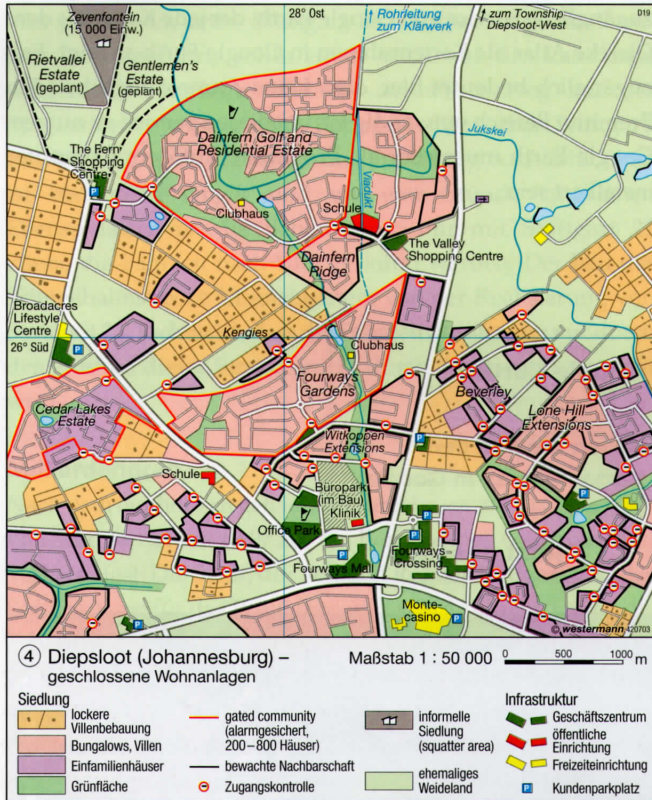 Zevenfontein
(15 000 Einw.)
28° Ost
Rohrleitung
zum Klärwerk
zum Township
Diepsloot-West
D19
Rietvallei
Estate
(geplant)
Gentlemen's
Estate
(geplant)
Dainfern Golf and
Residential Estate
Jukskei
The Fern
Shopping
Centre
Viadukt
Clubhaus
Schule
The Valley
Shopping Centre
Dainfern
Ridge
Broadacres
Lifestyle
Centre
26° Süd
Kengies
Clubhaus
Fourways
Gardens
Beverley
Cedar Lakes
Estate
Lone Hill
Extensions
Witkoppen
Extensions
Schule
Büropark
(im Bau)
Klinik
Office Park
Fourways Mall
Fourways
Crossing
Monte-
casino
© westermann 420703
4 Diepsloot (Johannesburg) –
geschlossene Wohnanlagen
Maßstab 1 : 50 000 0 500 1000 m
Siedlung
lockere
Villenbebauung
Bungalows, Villen
Einfamilienhäuser
Grünfläche
gated community
(alarmgesichert,
200–800 Häuser)
bewachte Nachbarschaft
Zugangskontrolle
informelle
Siedlung
(squatter area)
ehemaliges
Weideland
Infrastruktur
Geschäftszentrum
öffentliche
Einrichtung
Freizeiteinrichtung
P Kundenparkplatz